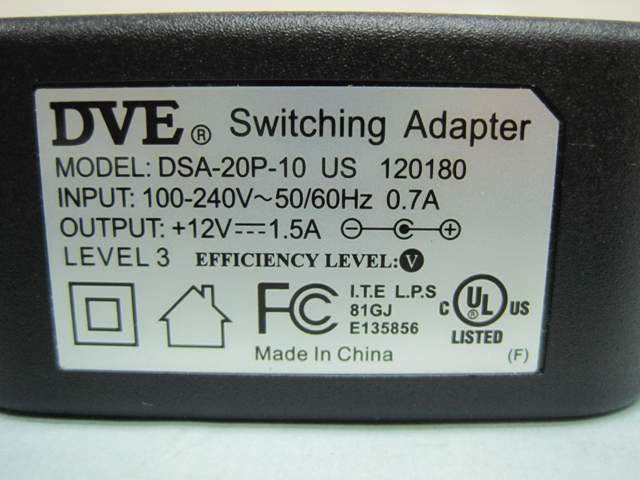 DVE® Switching Adapter
MODEL: DSA-20P-10 US 120180
INPUT: 100-240V~50/60Hz 0.7A
OUTPUT: +12V⎓1.5A
LEVEL 3 EFFICIENCY LEVEL: V
FC
I.T.E L.P.S
81GJ
E135856
C UL® US
LISTED
Made In China
(F)